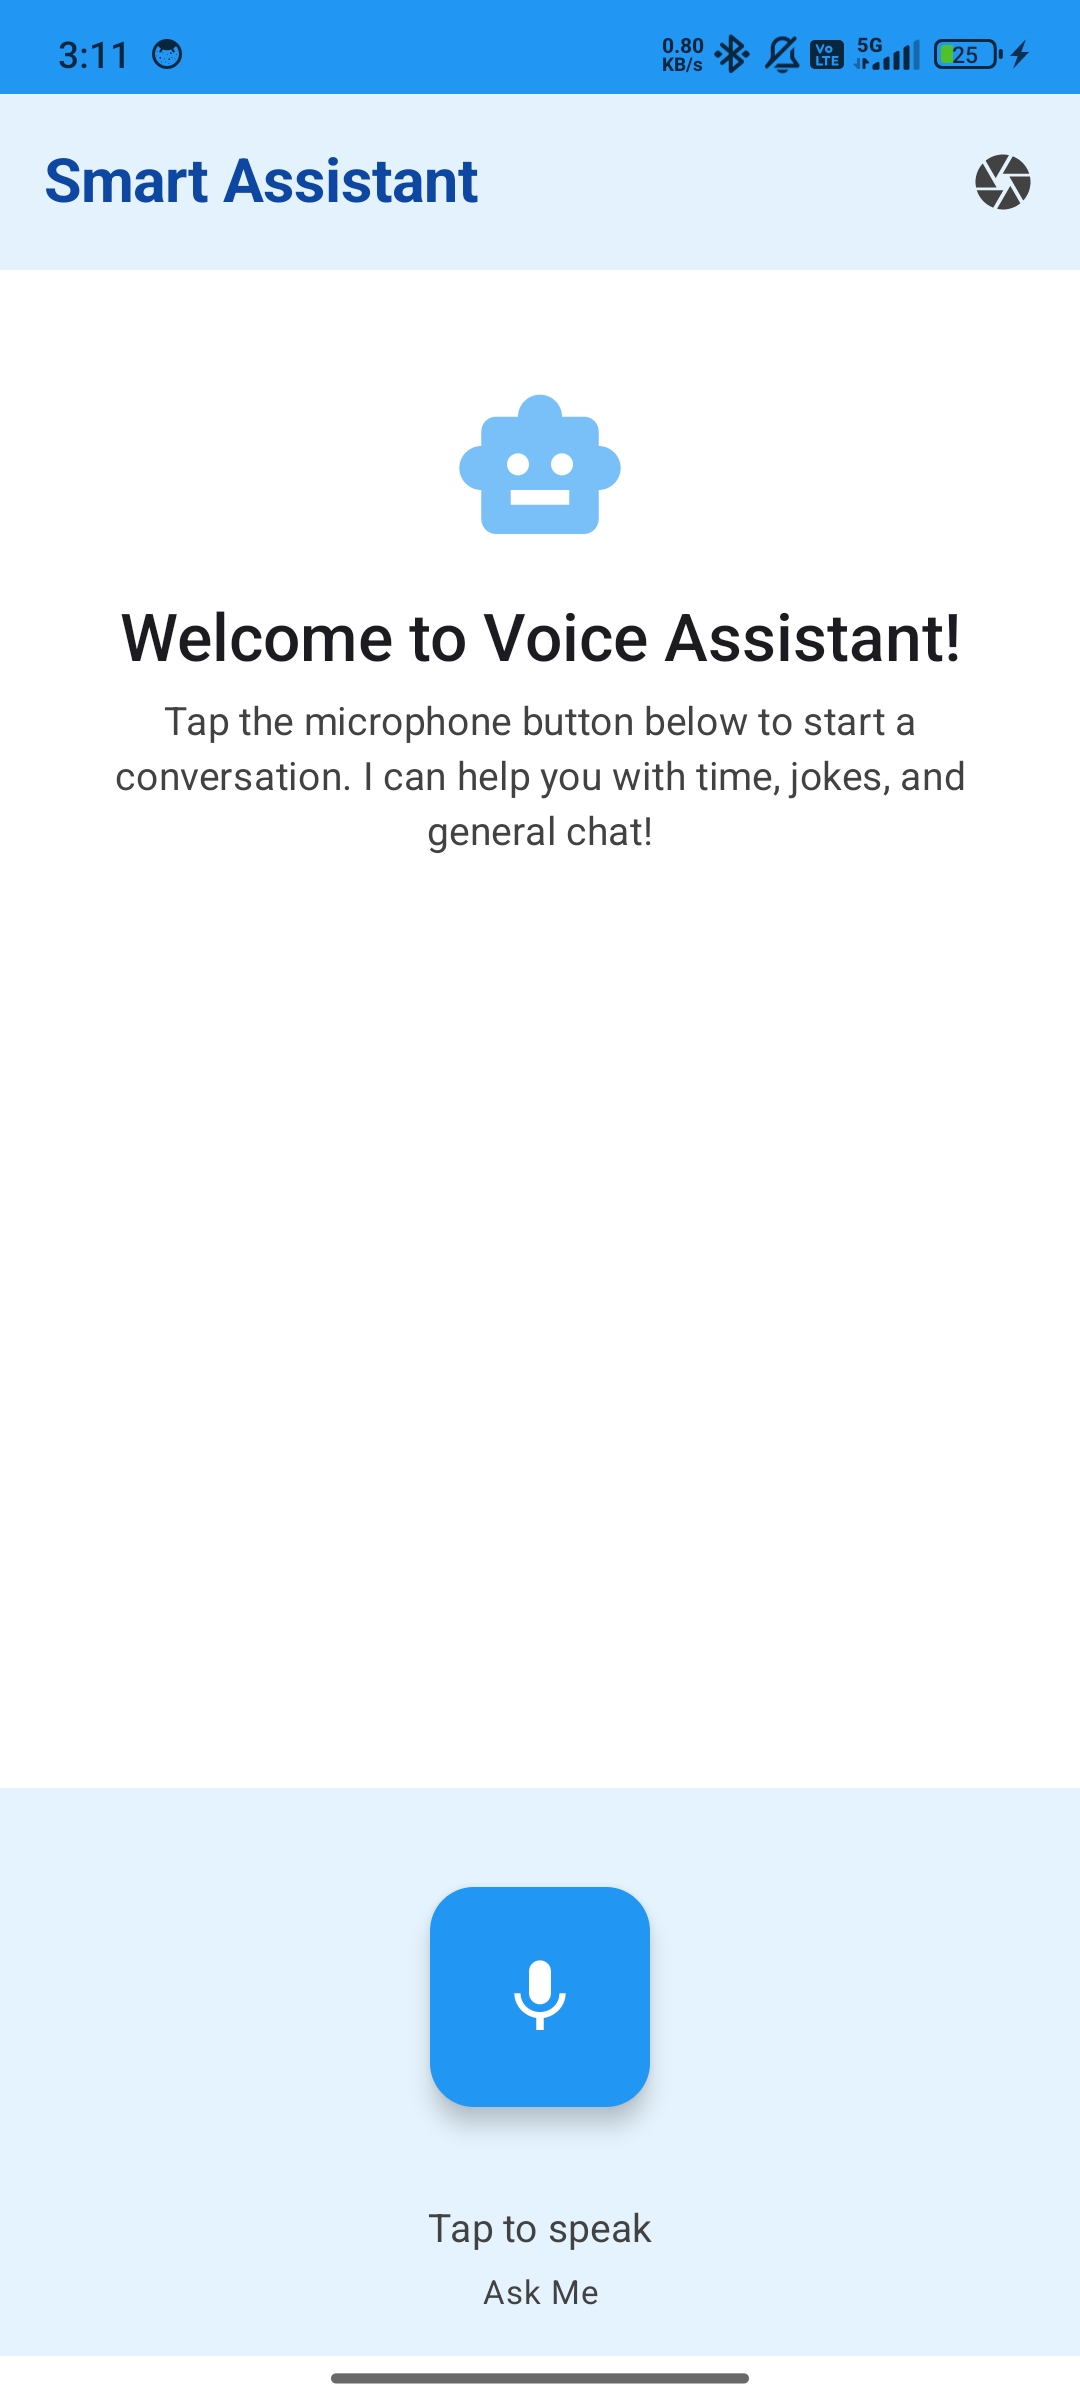 3:11
0.80
KB/s
Vo
LTE
5G
25
Smart Assistant
Welcome to Voice Assistant!
Tap the microphone button below to start a
conversation. I can help you with time, jokes, and
general chat!
Tap to speak
Ask Me